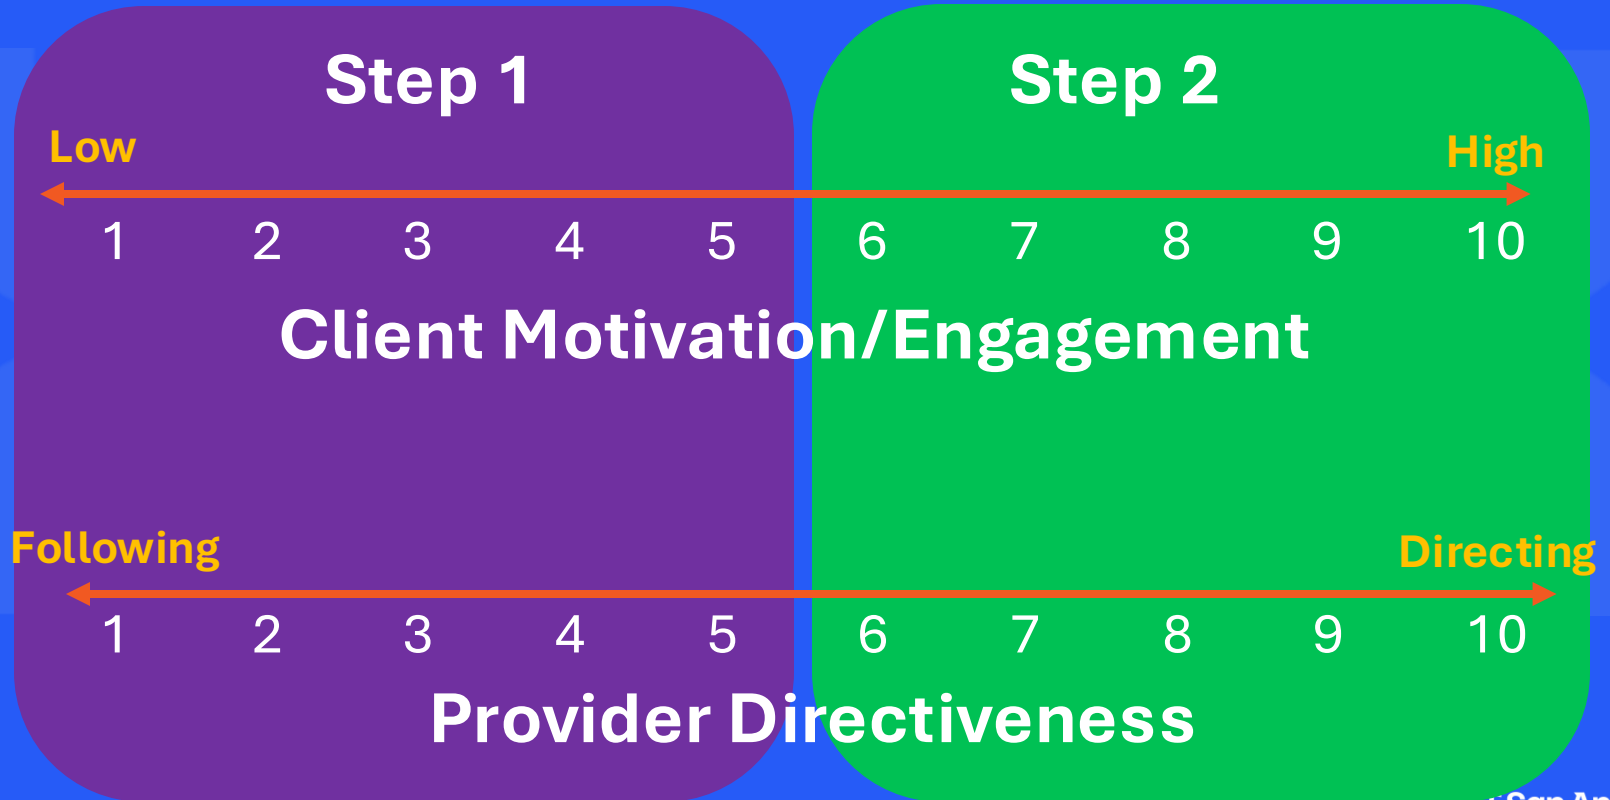 Step 1
Step 2
Low
High
1 2 3 4 5 6 7 8 9 10
Client Motivation/Engagement
Following
Directing
1 2 3 4 5 6 7 8 9 10
Provider Directiveness